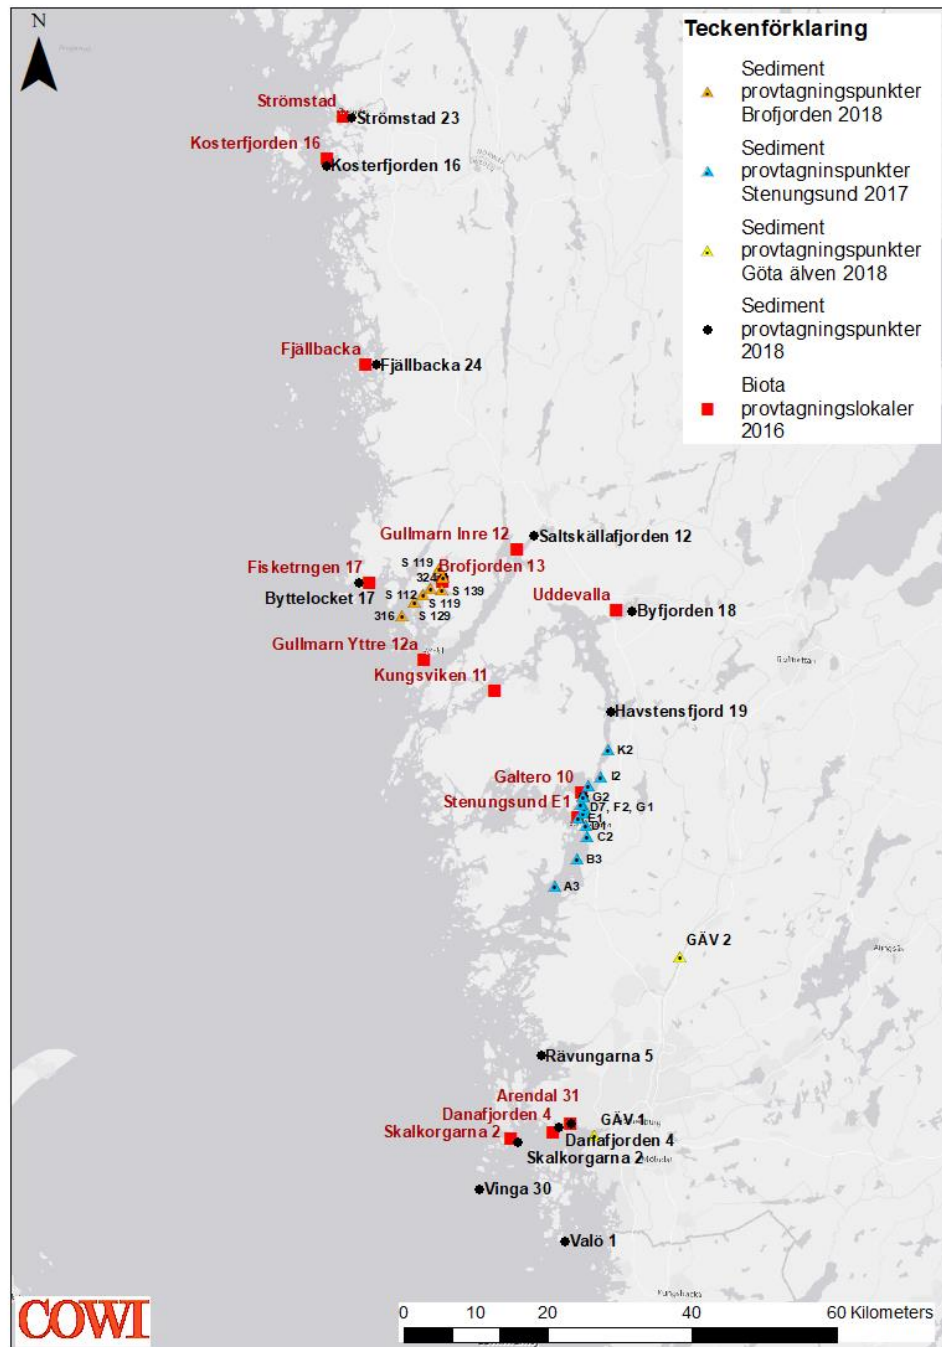 N
Teckenförklaring
Sediment
provtagningspunkter
Brofjorden 2018
Sediment
provtagninspunkter
Stenungsund 2017
Sediment
provtagningspunkter
Göta älven 2018
Sediment
provtagningspunkter
2018
Biota
provtagningslokaler
2016
Strömstad
Strömstad 23
Kosterfjorden 16
Kosterfjorden 16
Fjällbacka
Fjällbacka 24
Gullmarn Inre 12
Saltskällafjorden 12
S 119
Brofjorden 13
Fisketrngen 17
324
S 139
Byttelocket 17
S 112
S 119
Uddevalla
Byfjorden 18
316
S 129
Gullmarn Yttre 12a
Kungsviken 11
Havstensfjord 19
K2
Galtero 10
I2
G2
Stenungsund E1
D7, F2, G1
E1
D1
C2
B3
A3
GÄV 2
Rävungarna 5
Arendal 31
Danafjorden 4
GÄV 1
Skalkorgarna 2
Danafjorden 4
Skalkorgarna 2
Vinga 30
Valö 1
Kungsbacka
COWI
0 10 20 60 Kilometers